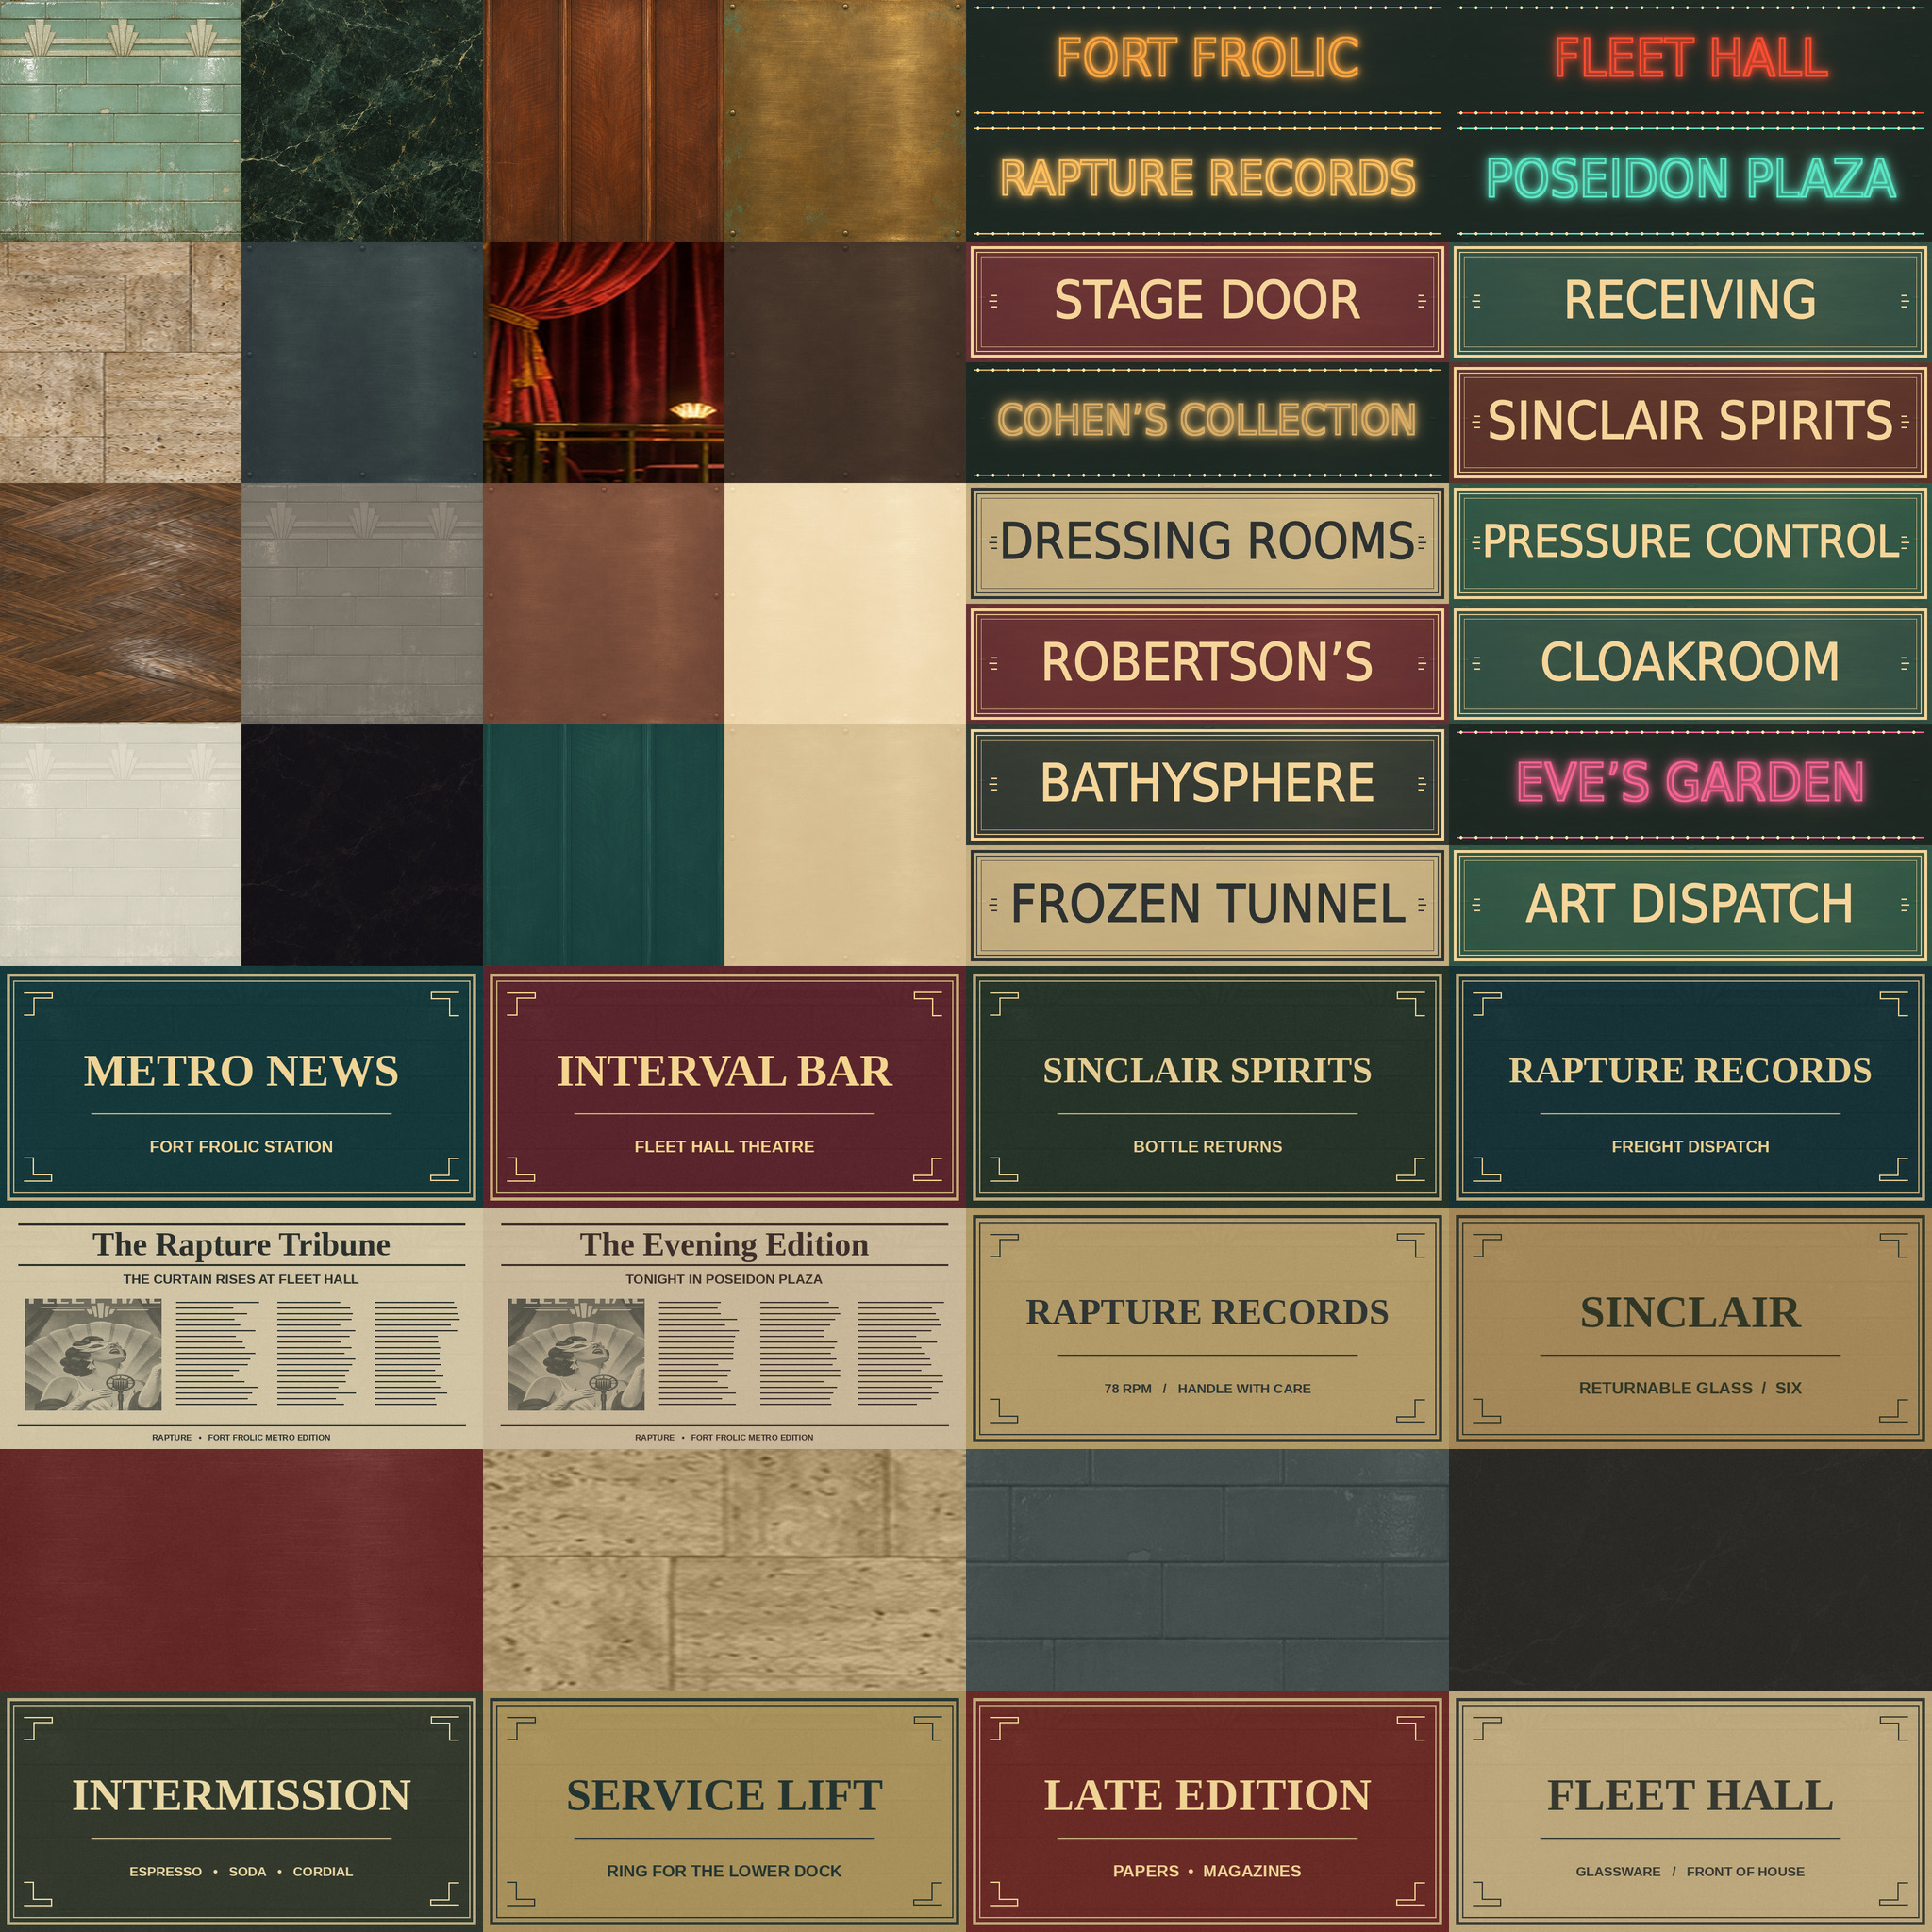 FORT FROLIC
FLEET HALL
RAPTURE RECORDS
POSEIDON PLAZA
STAGE DOOR
RECEIVING
COHEN’S COLLECTION
SINCLAIR SPIRITS
DRESSING ROOMS
PRESSURE CONTROL
ROBERTSON’S
CLOAKROOM
BATHYSPHERE
EVE’S GARDEN
FROZEN TUNNEL
ART DISPATCH
METRO NEWS
FORT FROLIC STATION
INTERVAL BAR
FLEET HALL THEATRE
SINCLAIR SPIRITS
BOTTLE RETURNS
RAPTURE RECORDS
FREIGHT DISPATCH
The Rapture Tribune
THE CURTAIN RISES AT FLEET HALL
RAPTURE • FORT FROLIC METRO EDITION
The Evening Edition
TONIGHT IN POSEIDON PLAZA
RAPTURE • FORT FROLIC METRO EDITION
RAPTURE RECORDS
78 RPM / HANDLE WITH CARE
SINCLAIR
RETURNABLE GLASS / SIX
INTERMISSION
ESPRESSO • SODA • CORDIAL
SERVICE LIFT
RING FOR THE LOWER DOCK
LATE EDITION
PAPERS • MAGAZINES
FLEET HALL
GLASSWARE / FRONT OF HOUSE